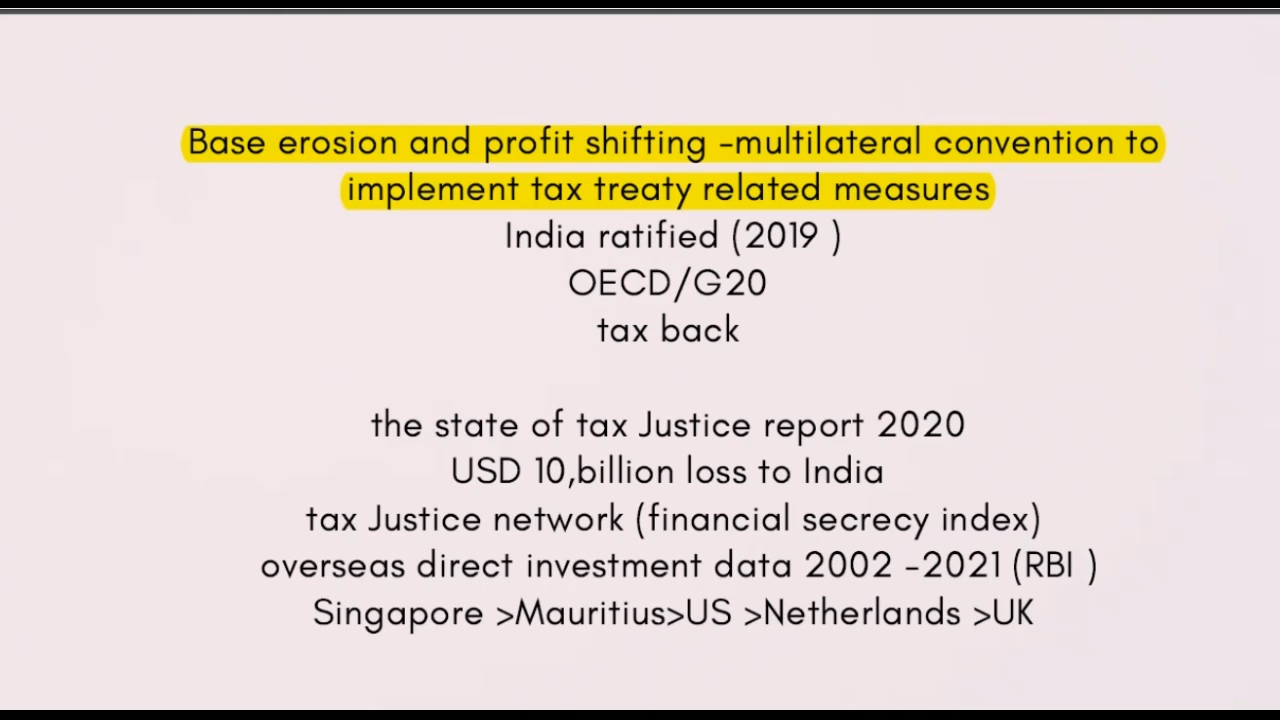 Base erosion and profit shifting -multilateral convention to
implement tax treaty related measures
India ratified (2019 )
OECD/G20
tax back
the state of tax Justice report 2020
USD 10,billion loss to India
tax Justice network (financial secrecy index)
overseas direct investment data 2002 -2021 (RBI )
Singapore >Mauritius>US >Netherlands >UK